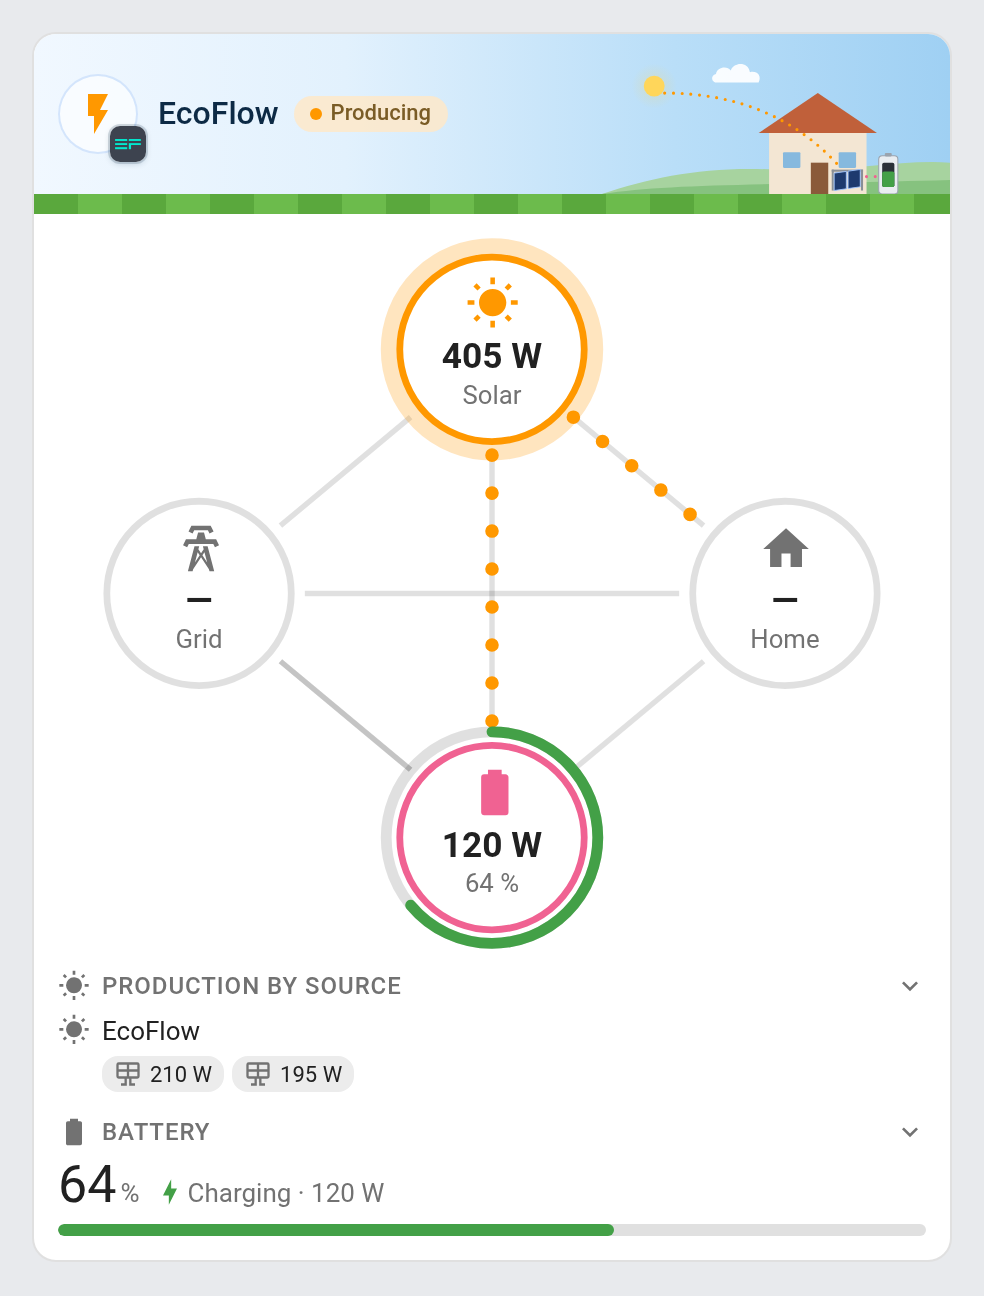 EcoFlow
Producing
405 W
Solar
–
Grid
–
Home
120 W
64 %
PRODUCTION BY SOURCE
EcoFlow
210 W 195 W
BATTERY
64 % Charging · 120 W